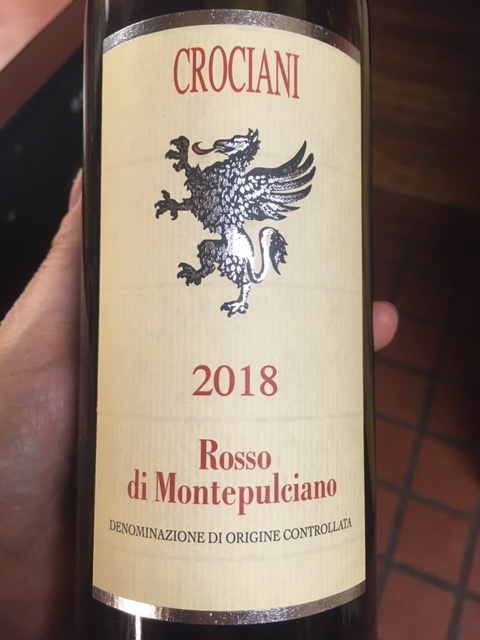 CROCIANI
2018
Rosso
di Montepulciano
DENOMINAZIONE DI ORIGINE CONTROLLATA